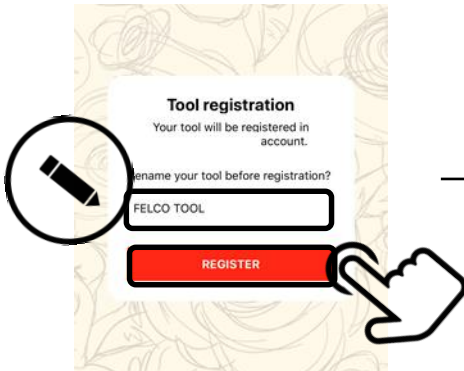 Tool registration
Your tool will be registered in
account.
ename your tool before registration?
FELCO TOOL
REGISTER